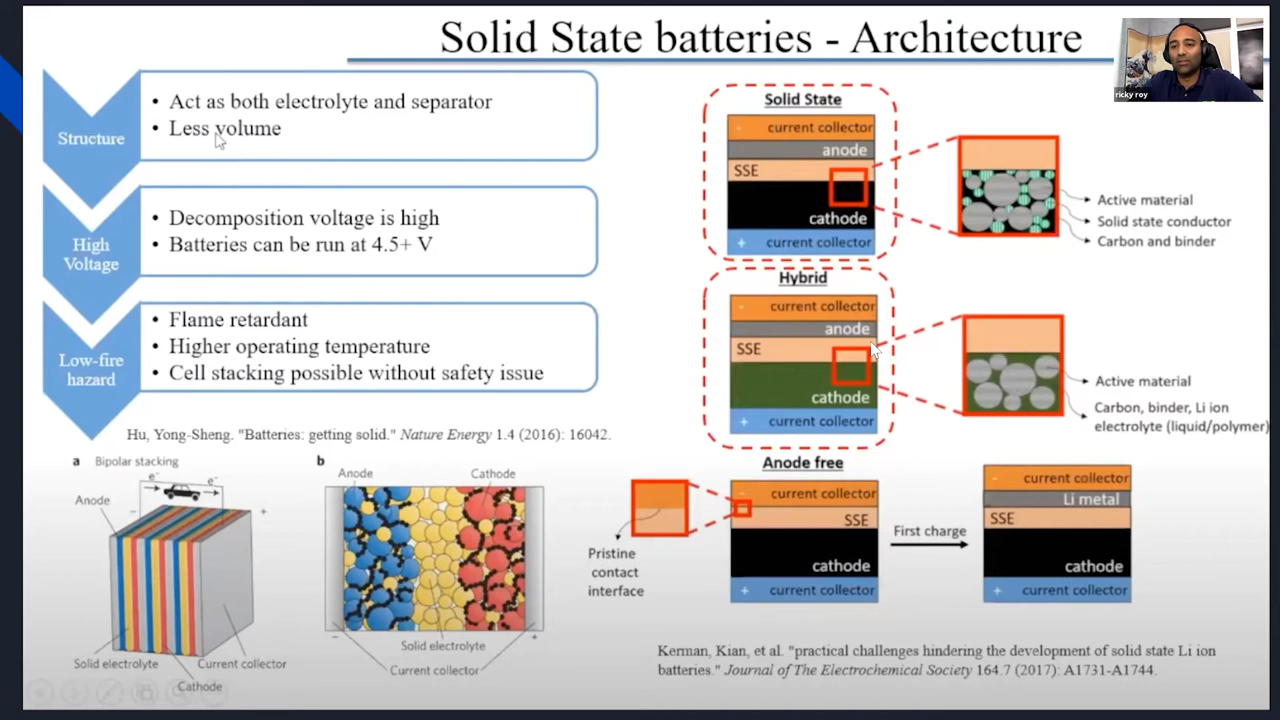 Solid State batteries - Architecture
ricky roy
Structure
• Act as both electrolyte and separator
• Less volume
High
Voltage
• Decomposition voltage is high
• Batteries can be run at 4.5+ V
Low-fire
hazard
• Flame retardant
• Higher operating temperature
• Cell stacking possible without safety issue
Hu, Yong-Sheng. "Batteries: getting solid." Nature Energy 1.4 (2016): 16042.
a Bipolar stacking
e⁻ e⁻
Anode
- +
Solid electrolyte
Current collector
Cathode
b
Anode
Cathode
- +
Solid electrolyte
Current collector
Solid State
- current collector
anode
SSE
cathode
+ current collector
Active material
Solid state conductor
Carbon and binder
Hybrid
- current collector
anode
SSE
cathode
+ current collector
Active material
Carbon, binder, Li ion
electrolyte (liquid/polymer)
Anode free
Pristine
contact
interface
- current collector
SSE
cathode
+ current collector
First charge
- current collector
Li metal
SSE
cathode
+ current collector
Kerman, Kian, et al. "practical challenges hindering the development of solid state Li ion
batteries." Journal of The Electrochemical Society 164.7 (2017): A1731-A1744.